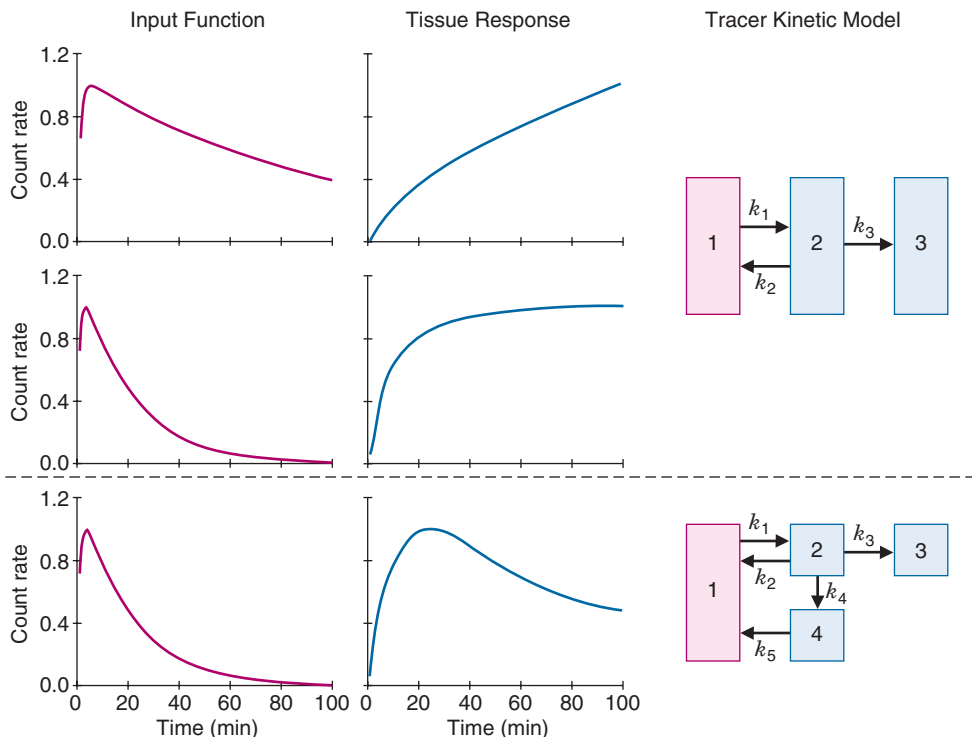 Input Function Tissue Response Tracer Kinetic Model
1.2
0.8
0.4
0.0
Count rate
k1
1 2 k3 3
k2
1.2
0.8
0.4
0.0
Count rate
1.2
0.8
0.4
0.0
Count rate
k1
2 k3 3
k2
1 k4
4
k5
0 20 40 60 80 100 0 20 40 60 80 100
Time (min) Time (min)